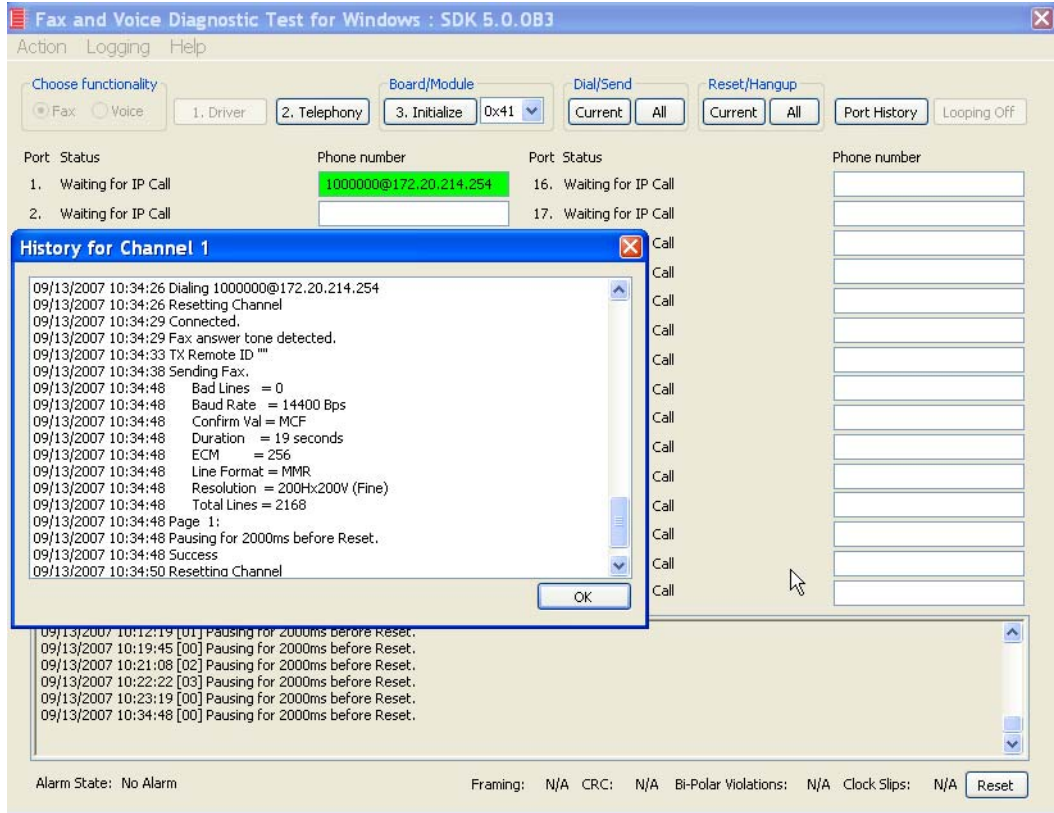 Fax and Voice Diagnostic Test for Windows : SDK 5.0.0B3
Action Logging Help
Choose functionality Board/Module Dial/Send Reset/Hangup
Fax Voice 1. Driver 2. Telephony 3. Initialize 0x41 Current All Current All Port History Looping Off
Port Status Phone number Port Status Phone number
1. Waiting for IP Call 1000000@172.20.214.254 16. Waiting for IP Call
2. Waiting for IP Call 17. Waiting for IP Call
History for Channel 1
09/13/2007 10:34:26 Dialing 1000000@172.20.214.254
09/13/2007 10:34:26 Resetting Channel
09/13/2007 10:34:29 Connected.
09/13/2007 10:34:29 Fax answer tone detected.
09/13/2007 10:34:33 TX Remote ID ""
09/13/2007 10:34:38 Sending Fax.
09/13/2007 10:34:48 Bad Lines = 0
09/13/2007 10:34:48 Baud Rate = 14400 Bps
09/13/2007 10:34:48 Confirm Val = MCF
09/13/2007 10:34:48 Duration = 19 seconds
09/13/2007 10:34:48 ECM = 256
09/13/2007 10:34:48 Line Format = MMR
09/13/2007 10:34:48 Resolution = 200Hx200V (Fine)
09/13/2007 10:34:48 Total Lines = 2168
09/13/2007 10:34:48 Page 1:
09/13/2007 10:34:48 Pausing for 2000ms before Reset.
09/13/2007 10:34:48 Success
09/13/2007 10:34:50 Resetting Channel
OK
Call
Call
Call
Call
Call
Call
Call
Call
Call
Call
Call
Call
Call
09/13/2007 10:12:19 [01] Pausing for 2000ms before Reset.
09/13/2007 10:19:45 [00] Pausing for 2000ms before Reset.
09/13/2007 10:21:08 [02] Pausing for 2000ms before Reset.
09/13/2007 10:22:22 [03] Pausing for 2000ms before Reset.
09/13/2007 10:23:19 [00] Pausing for 2000ms before Reset.
09/13/2007 10:34:48 [00] Pausing for 2000ms before Reset.
Alarm State: No Alarm Framing: N/A CRC: N/A Bi-Polar Violations: N/A Clock Slips: N/A Reset